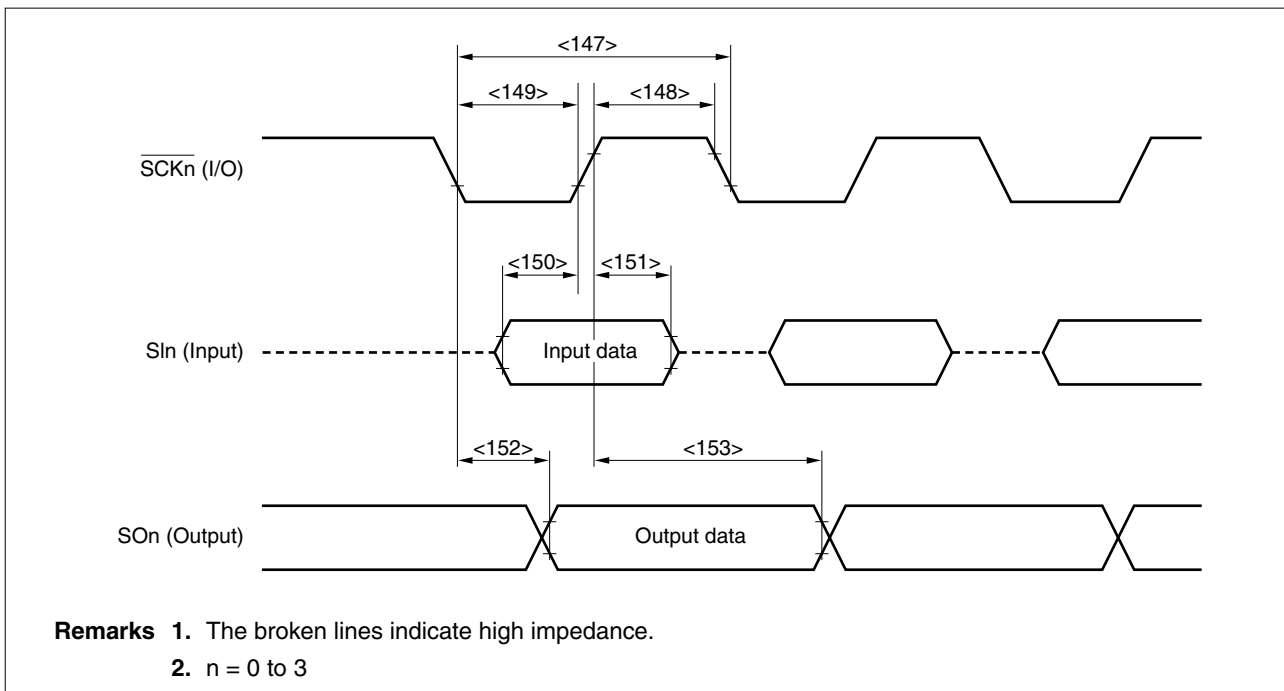 <147>
<149> <148>
SCKn (I/O)
<150> <151>
SIn (Input) Input data
<152> <153>
SOn (Output) Output data
Remarks 1. The broken lines indicate high impedance.
2. n = 0 to 3